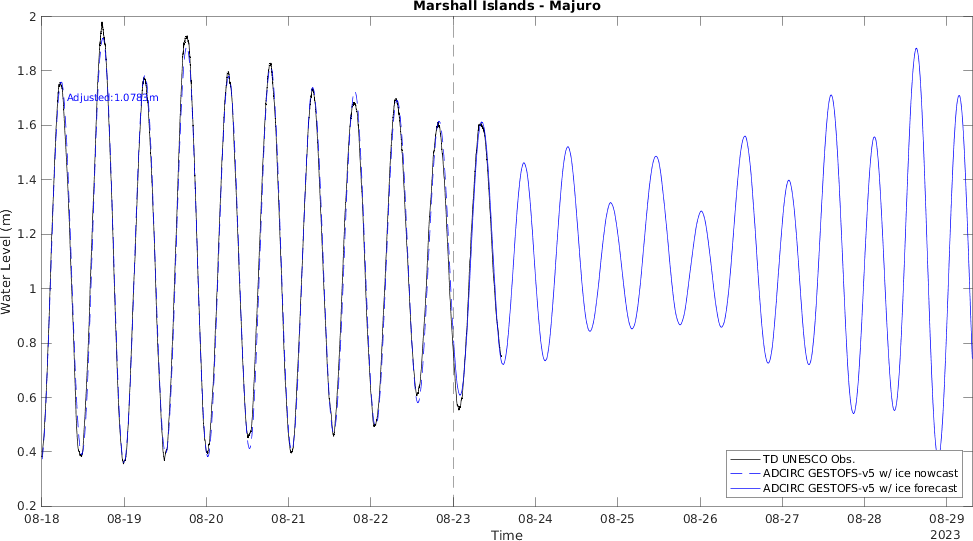 Marshall Islands - Majuro
2
1.8
1.6
1.4
1.2
1
0.8
0.6
0.4
0.2
Water Level (m)
Adjusted:1.0783m
TD UNESCO Obs.
ADCIRC GESTOFS-v5 w/ ice nowcast
ADCIRC GESTOFS-v5 w/ ice forecast
08-18 08-19 08-20 08-21 08-22 08-23 08-24 08-25 08-26 08-27 08-28 08-29
2023
Time